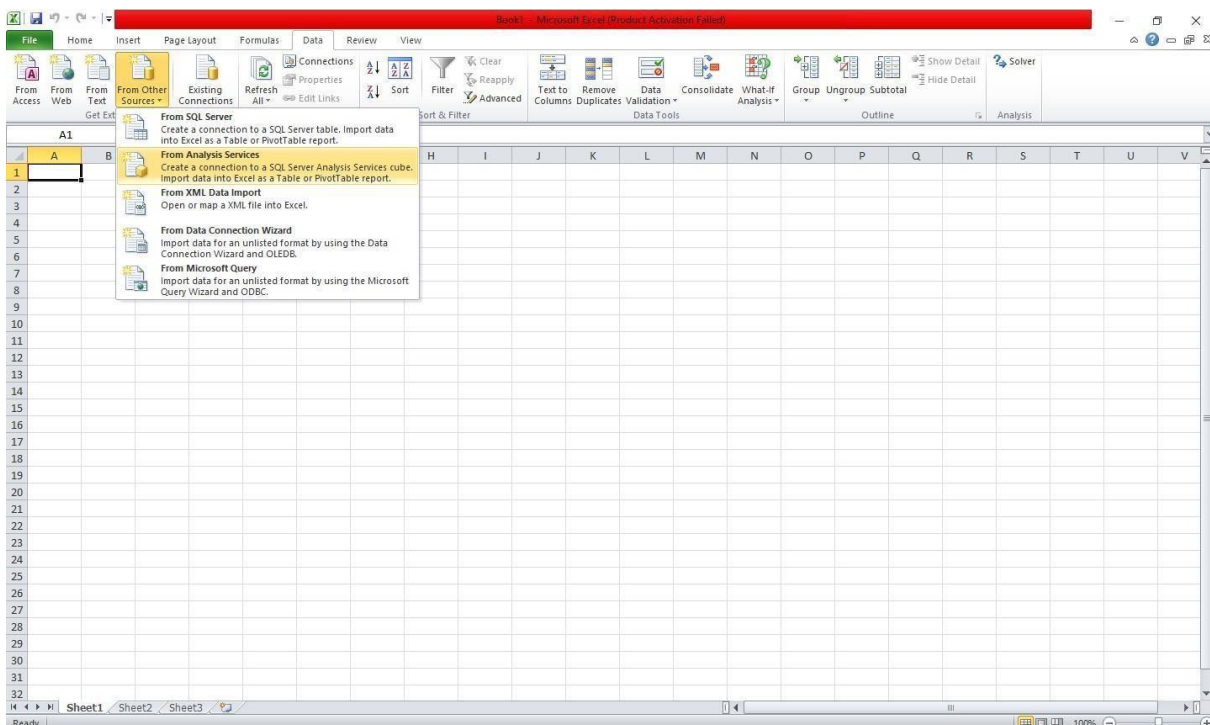 Book1 - Microsoft Excel (Product Activation Failed)
File Home Insert Page Layout Formulas Data Review View
From Access
From Web
From Text
From Other Sources
Existing Connections
Refresh All
Connections
Properties
Edit Links
Sort
Filter
Clear
Reapply
Advanced
Text to Columns
Remove Duplicates
Data Validation
Consolidate
What-If Analysis
Group
Ungroup
Subtotal
Show Detail
Hide Detail
Solver
Get Ext
Sort & Filter
Data Tools
Outline
Analysis
From SQL Server
Create a connection to a SQL Server table. Import data
into Excel as a Table or PivotTable report.
From Analysis Services
Create a connection to a SQL Server Analysis Services cube.
Import data into Excel as a Table or PivotTable report.
From XML Data Import
Open or map a XML file into Excel.
From Data Connection Wizard
Import data for an unlisted format by using the Data
Connection Wizard and OLEDB.
From Microsoft Query
Import data for an unlisted format by using the Microsoft
Query Wizard and ODBC.
A1
A B H I J K L M N O P Q R S T U V
1
2
3
4
5
6
7
8
9
10
11
12
13
14
15
16
17
18
19
20
21
22
23
24
25
26
27
28
29
30
31
32
Sheet1 Sheet2 Sheet3
Ready 100%